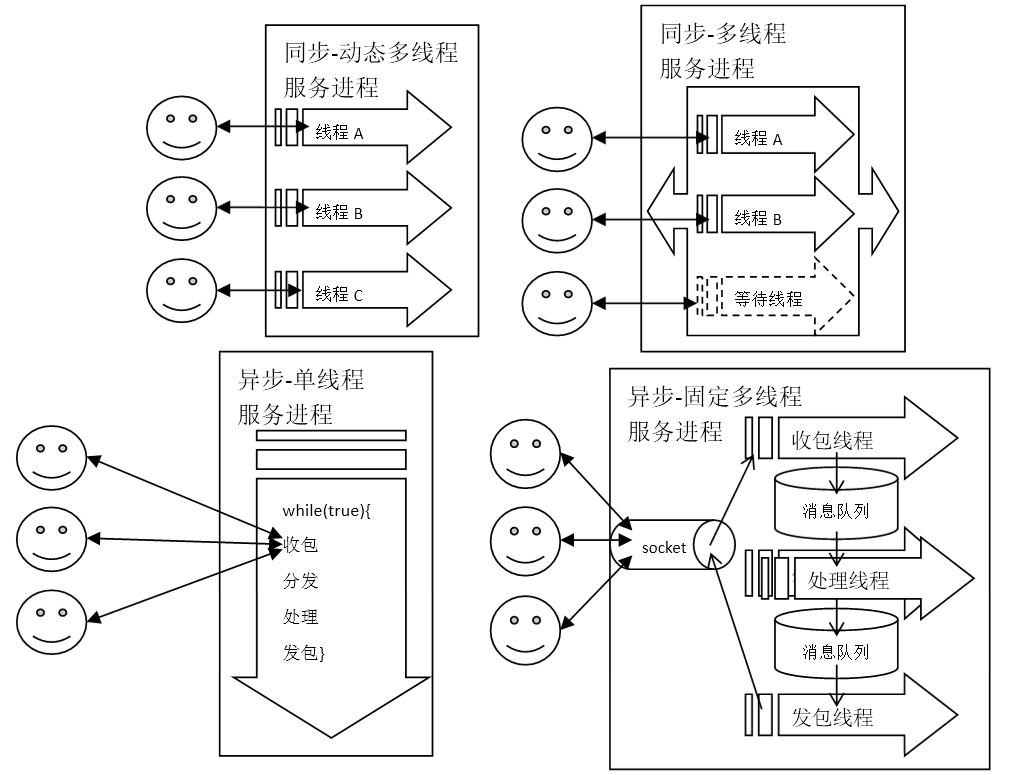 同步-动态多线程
服务进程
线程 A
线程 B
线程 C
同步-多线程
服务进程
线程 A
线程 B
等待线程
异步-单线程
服务进程
while(true){
收包
分发
处理
发包}
异步-固定多线程
服务进程
收包线程
消息队列
socket
处理线程
消息队列
发包线程